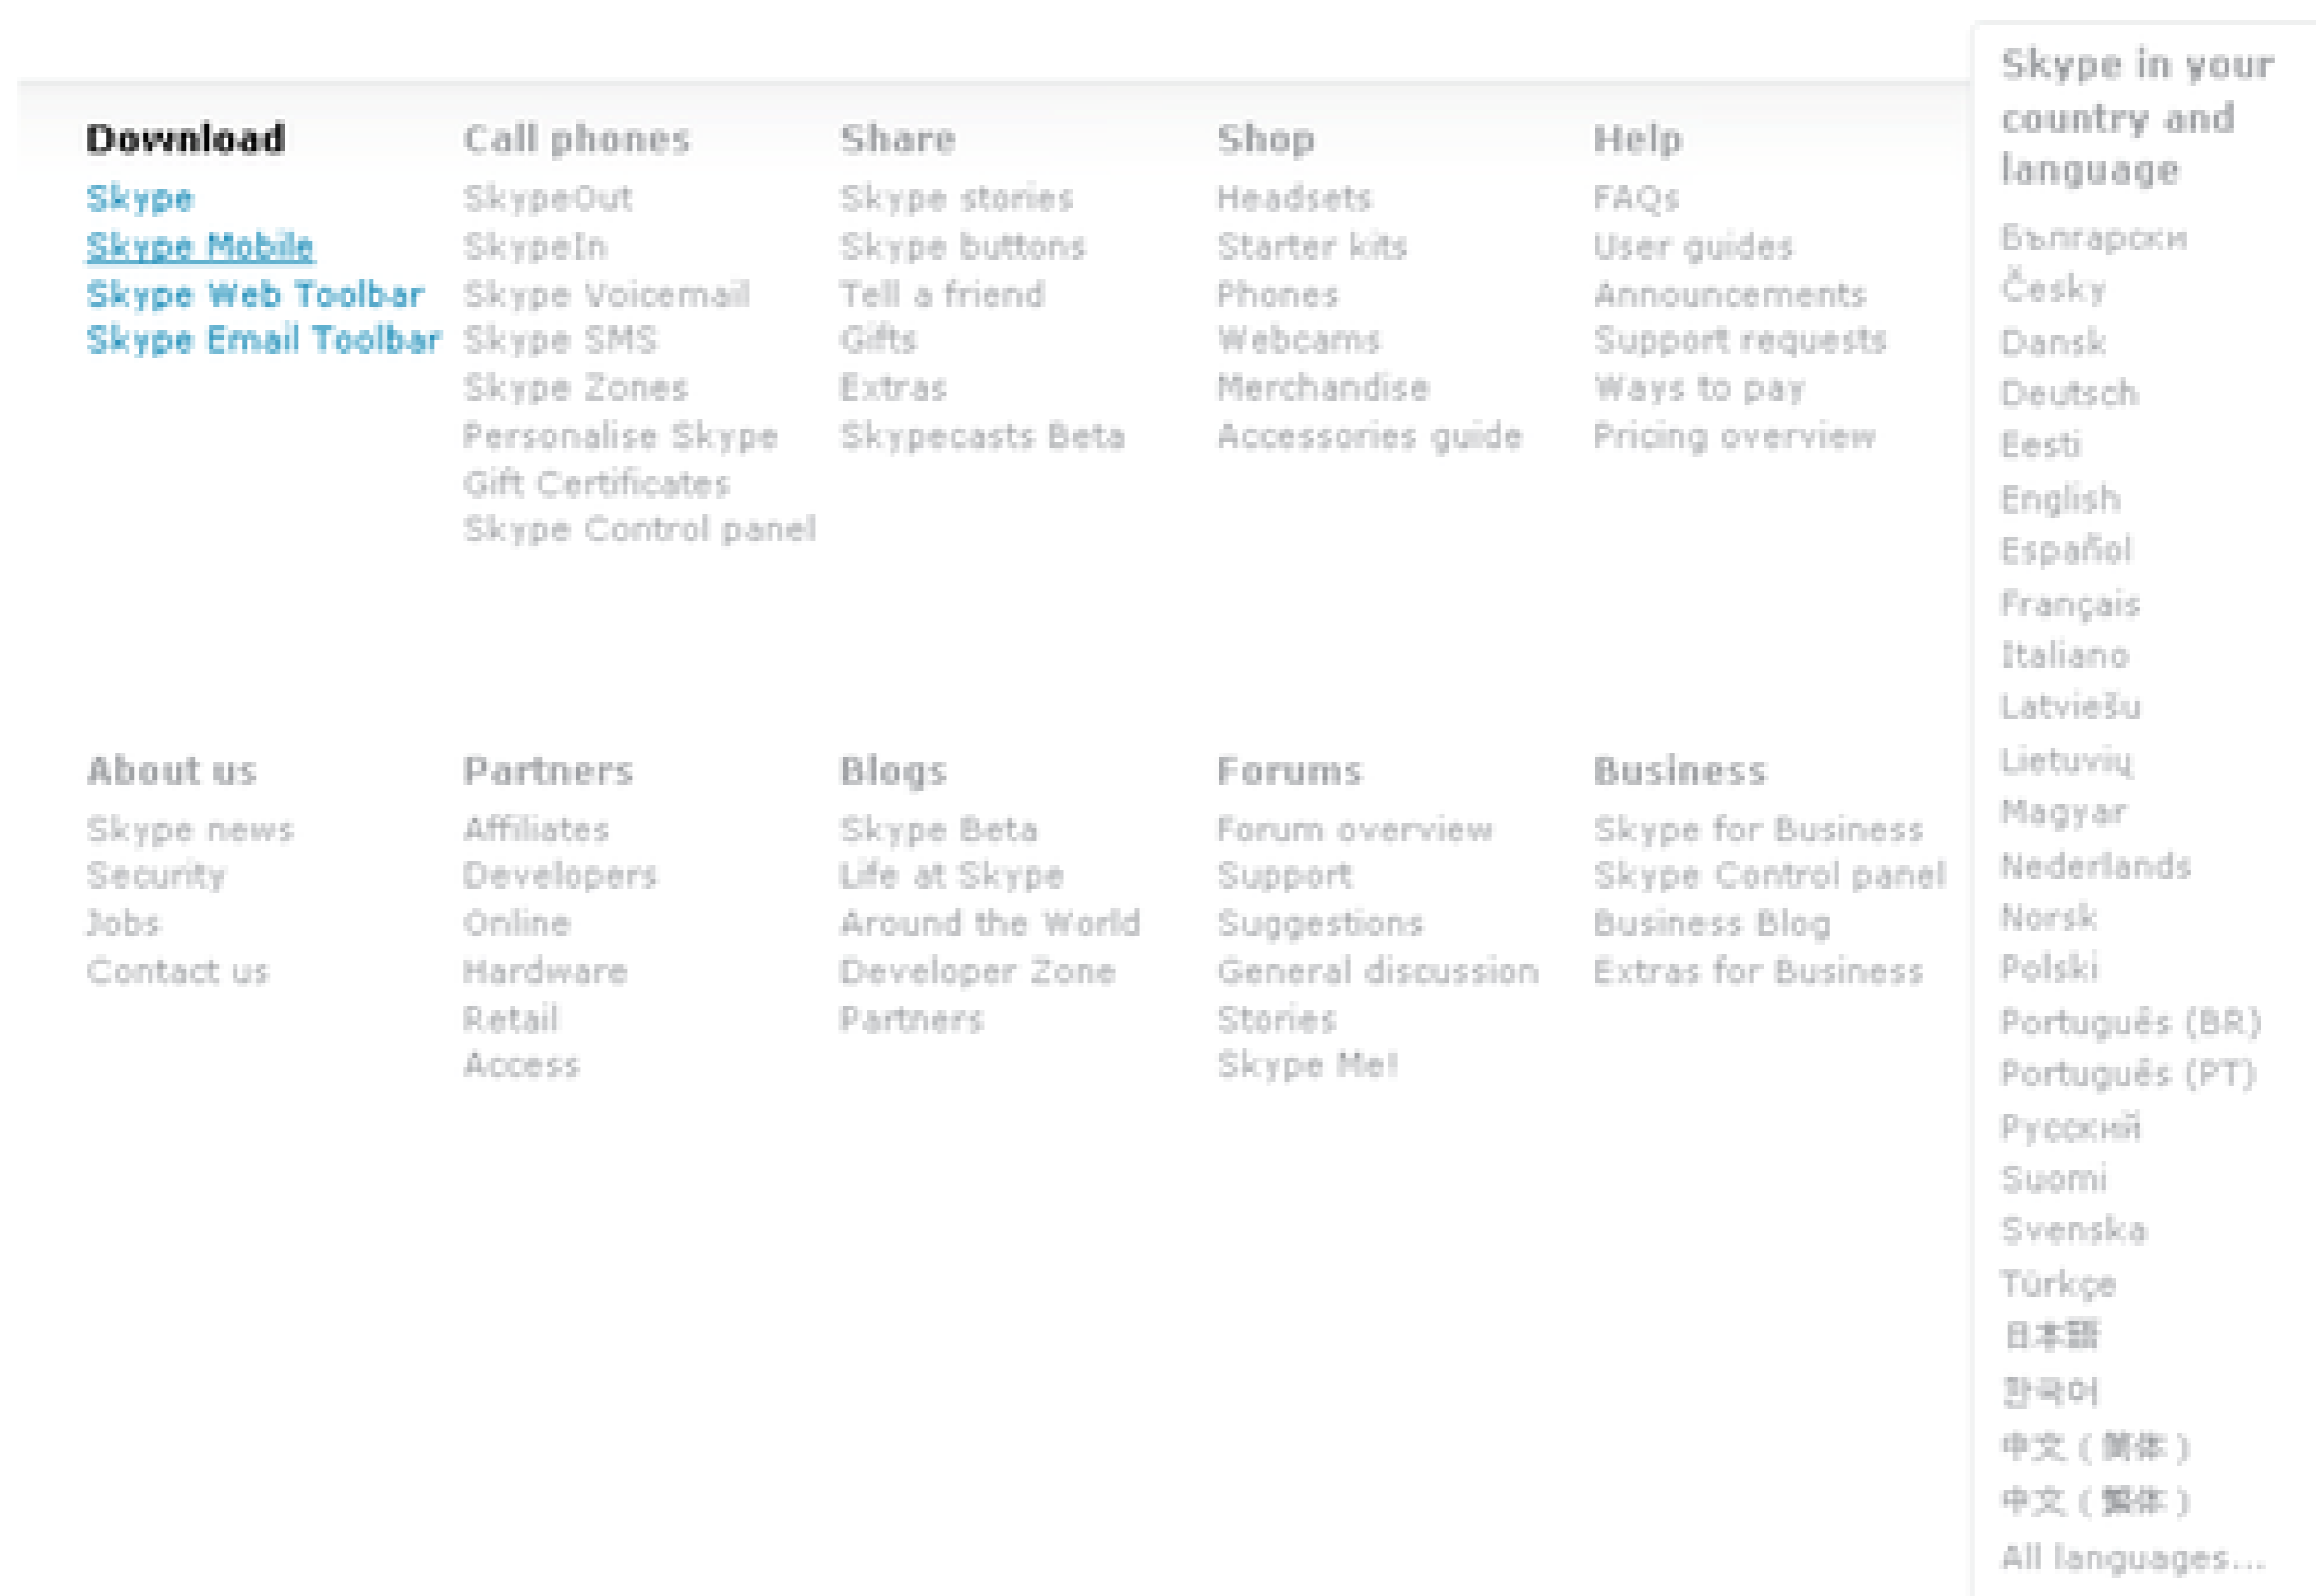 Download
Skype
Skype Mobile
Skype Web Toolbar
Skype Email Toolbar
Call phones
SkypeOut
SkypeIn
Skype Voicemail
Skype SMS
Skype Zones
Personalise Skype
Gift Certificates
Skype Control panel
Share
Skype stories
Skype buttons
Tell a friend
Gifts
Extras
Skypecasts Beta
Shop
Headsets
Starter kits
Phones
Webcams
Merchandise
Accessories guide
Help
FAQs
User guides
Announcements
Support requests
Ways to pay
Pricing overview
About us
Skype news
Security
Jobs
Contact us
Partners
Affiliates
Developers
Online
Hardware
Retail
Access
Blogs
Skype Beta
Life at Skype
Around the World
Developer Zone
Partners
Forums
Forum overview
Support
Suggestions
General discussion
Stories
Skype Me!
Business
Skype for Business
Skype Control panel
Business Blog
Extras for Business
Skype in your
country and
language
Български
Česky
Dansk
Deutsch
Eesti
English
Español
Français
Italiano
Latviešu
Lietuvių
Magyar
Nederlands
Norsk
Polski
Português (BR)
Português (PT)
Русский
Suomi
Svenska
Türkçe
日本語
한국어
中文 ( 简体 )
中文 ( 繁体 )
All languages...